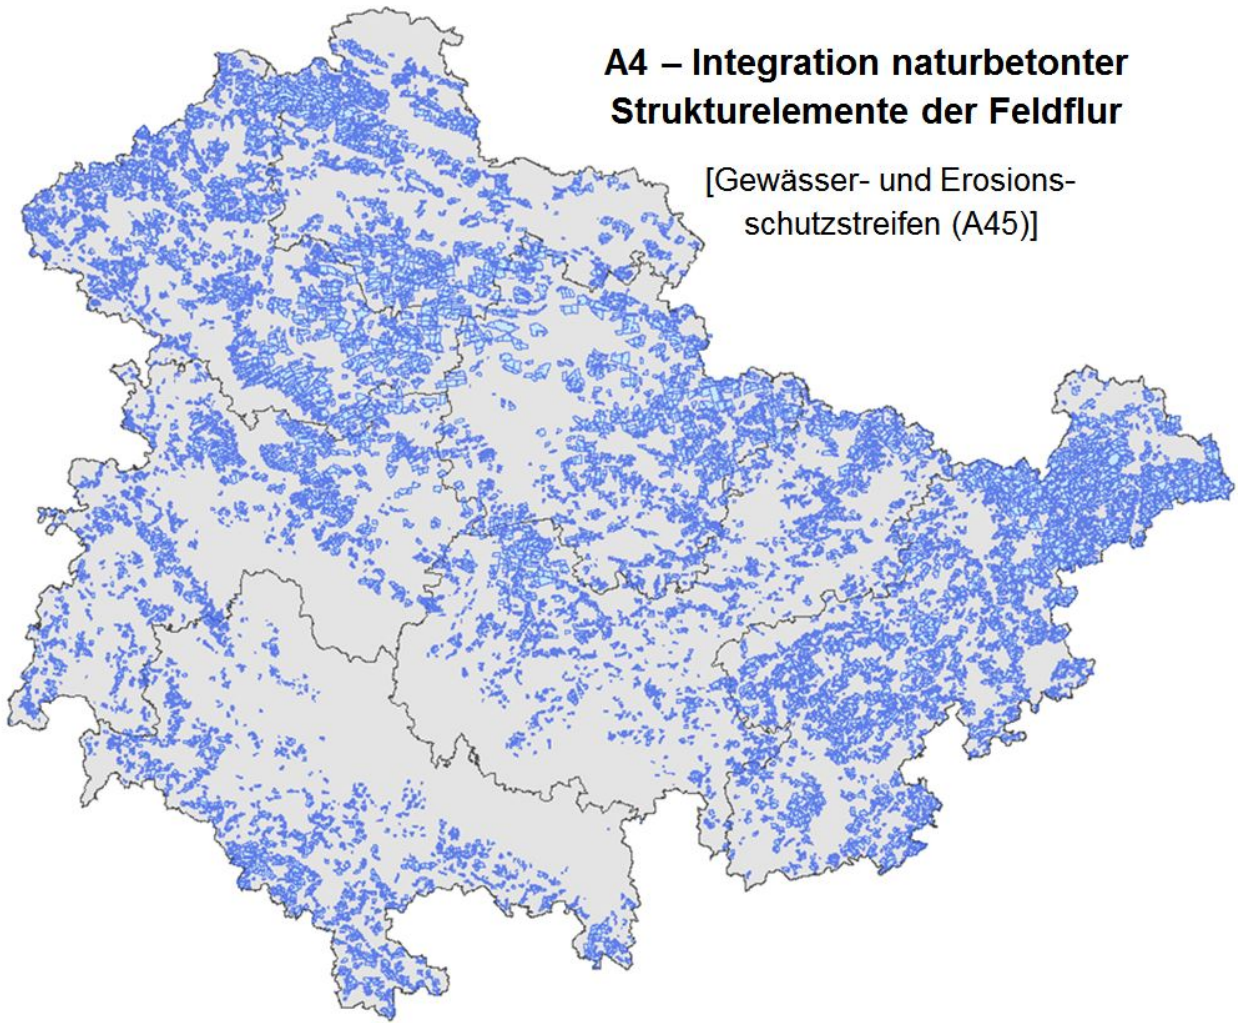 A4 – Integration naturbetonter
Strukturelemente der Feldflur
[Gewässer- und Erosions-
schutzstreifen (A45)]